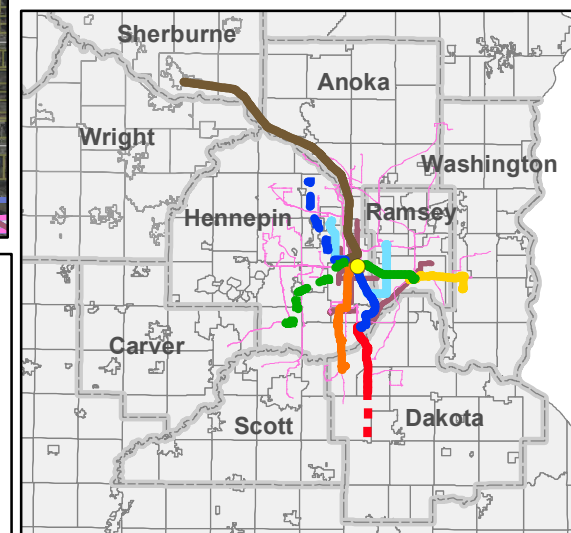 Sherburne
Anoka
Wright
Washington
Hennepin
Ramsey
Carver
Scott
Dakota